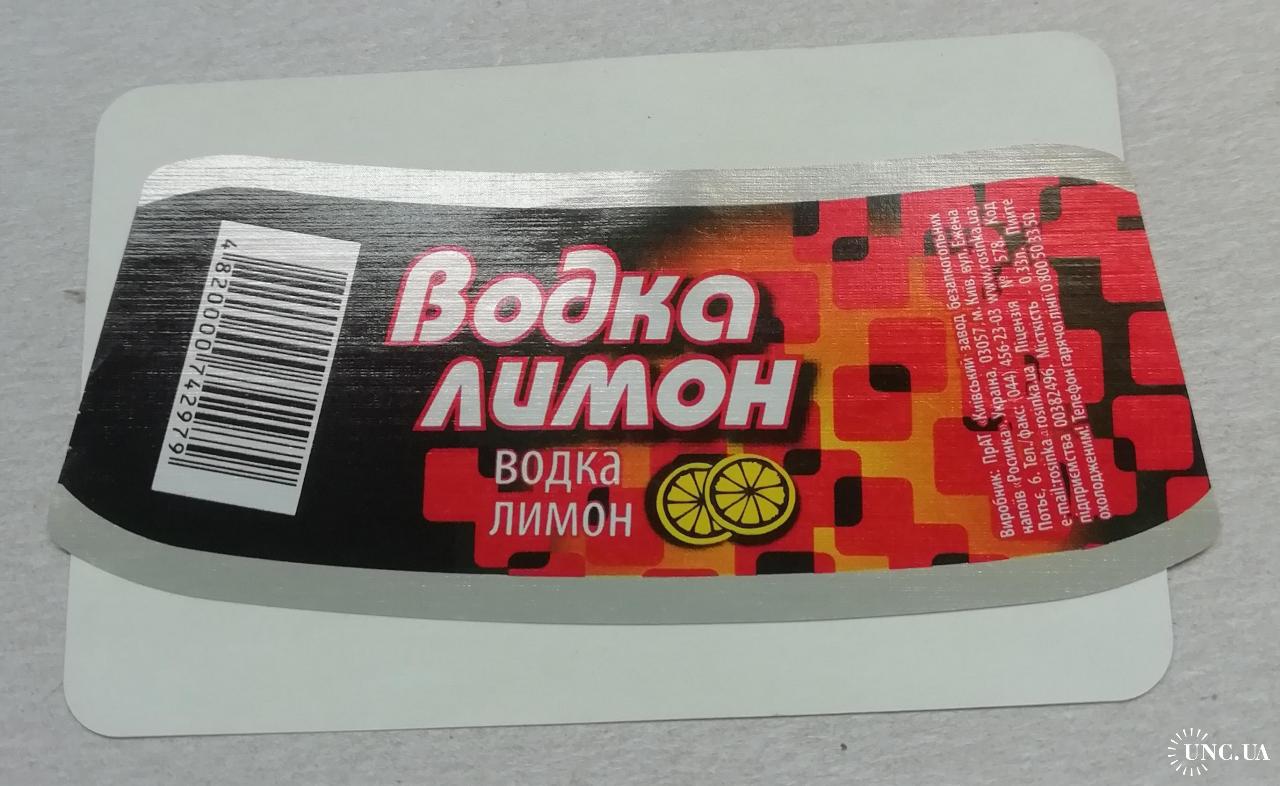 4820000742979
Водка
лимон
водка
лимон
Виробник: ПрАТ Київський завод безалкогольних
напоїв "Росинка", Україна, 03057, м. Київ, вул. Ежена
Потьє, 6. Тел./факс: (044) 456-23-03 www.rosinka.ua;
e-mail:rosinka@rosinka.ua Ліцензія № 578. Код
підприємства 00382496. Місткість 0,33л. Пийте
охолодженим! Телефон гарячої лінії 0 800 50 33 50.
UNC.UA